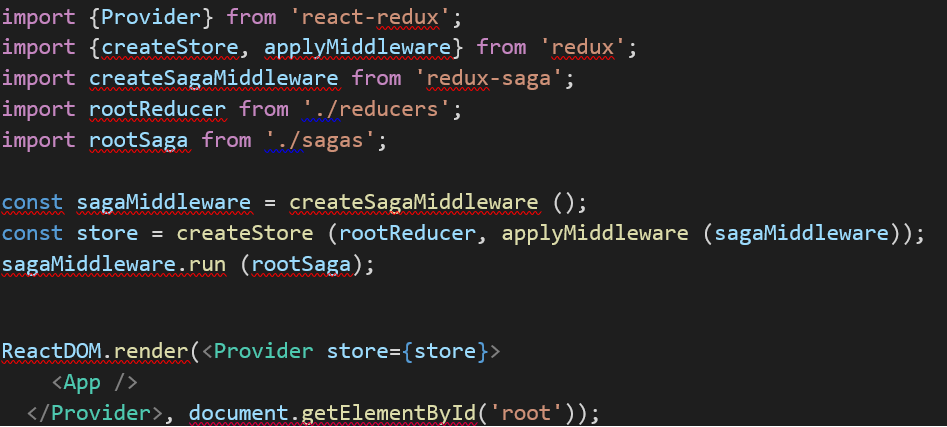 import {Provider} from 'react-redux';
import {createStore, applyMiddleware} from 'redux';
import createSagaMiddleware from 'redux-saga';
import rootReducer from './reducers';
import rootSaga from './sagas';
const sagaMiddleware = createSagaMiddleware ();
const store = createStore (rootReducer, applyMiddleware (sagaMiddleware));
sagaMiddleware.run (rootSaga);
ReactDOM.render(<Provider store={store}>
<App />
</Provider>, document.getElementById('root'));